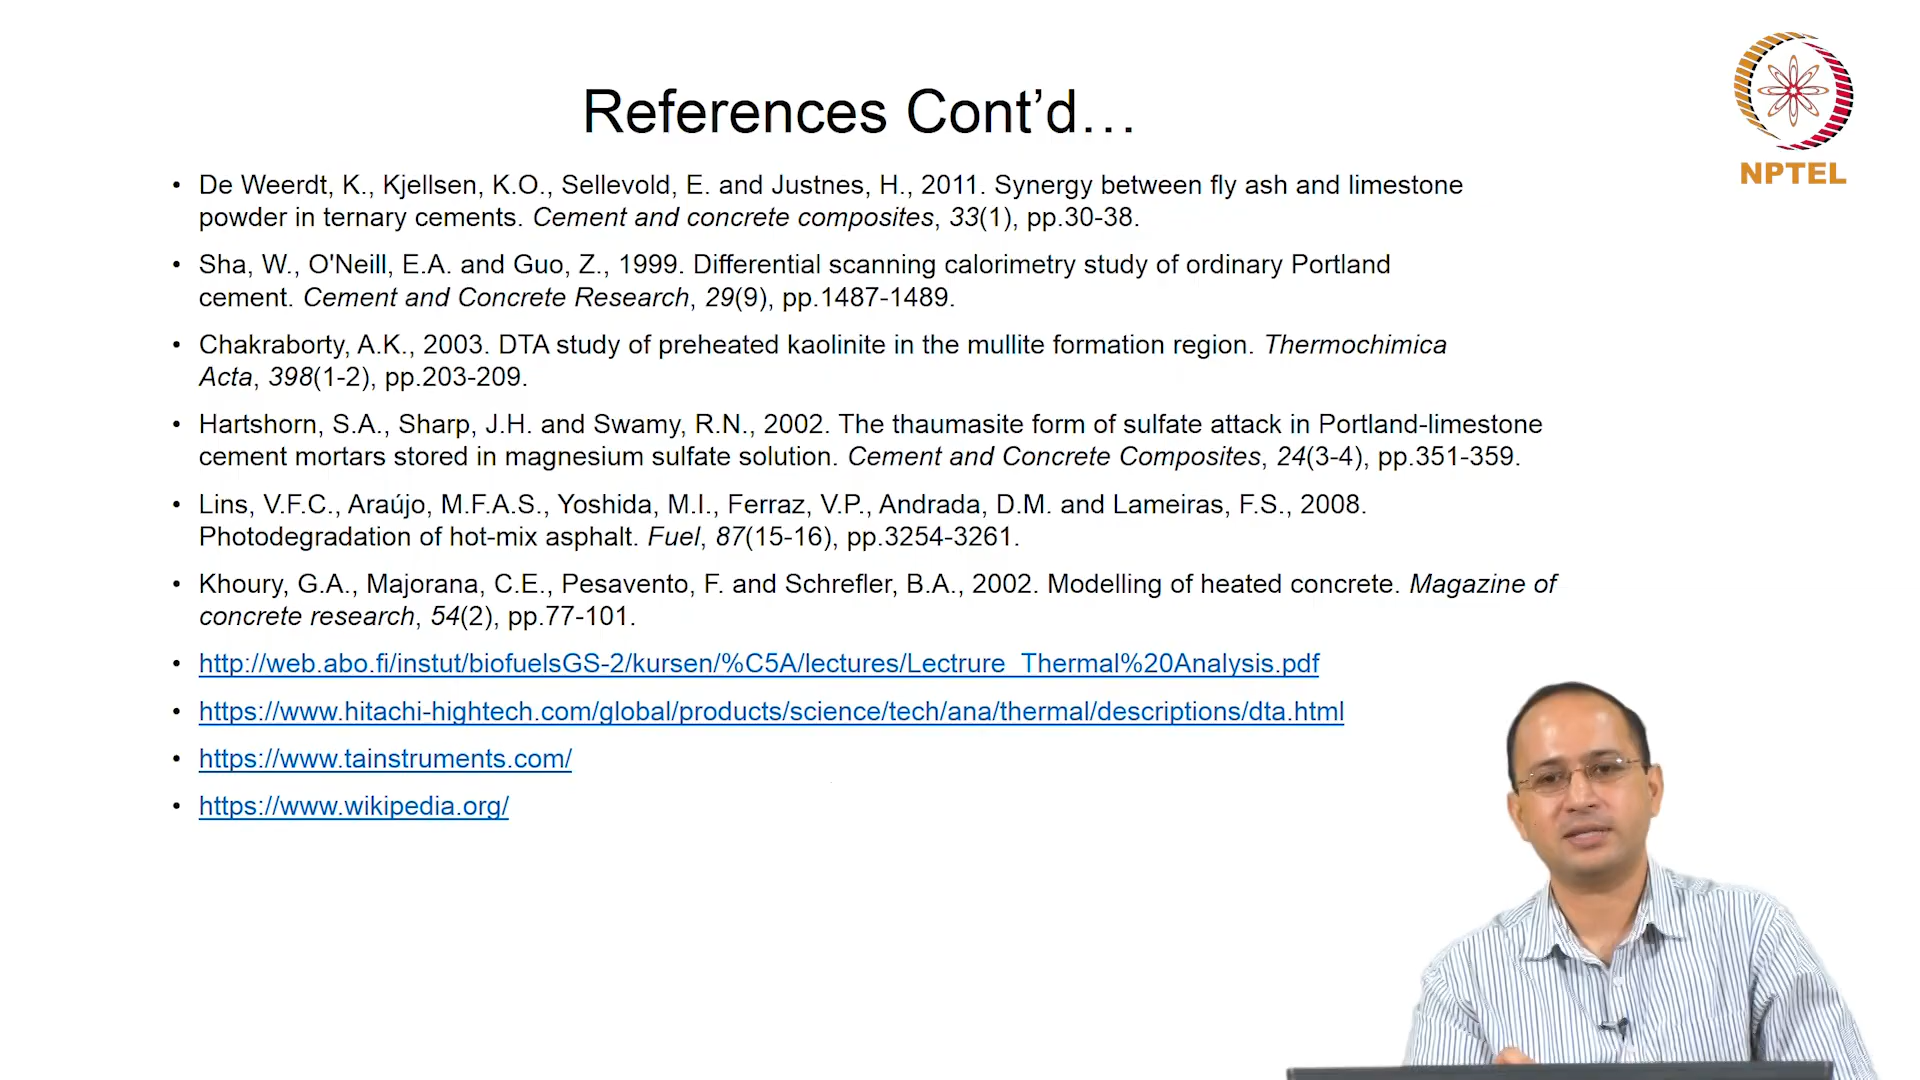 References Cont’d…
NPTEL
• De Weerdt, K., Kjellsen, K.O., Sellevold, E. and Justnes, H., 2011. Synergy between fly ash and limestone
powder in ternary cements. Cement and concrete composites, 33(1), pp.30-38.
• Sha, W., O'Neill, E.A. and Guo, Z., 1999. Differential scanning calorimetry study of ordinary Portland
cement. Cement and Concrete Research, 29(9), pp.1487-1489.
• Chakraborty, A.K., 2003. DTA study of preheated kaolinite in the mullite formation region. Thermochimica
Acta, 398(1-2), pp.203-209.
• Hartshorn, S.A., Sharp, J.H. and Swamy, R.N., 2002. The thaumasite form of sulfate attack in Portland-limestone
cement mortars stored in magnesium sulfate solution. Cement and Concrete Composites, 24(3-4), pp.351-359.
• Lins, V.F.C., Araújo, M.F.A.S., Yoshida, M.I., Ferraz, V.P., Andrada, D.M. and Lameiras, F.S., 2008.
Photodegradation of hot-mix asphalt. Fuel, 87(15-16), pp.3254-3261.
• Khoury, G.A., Majorana, C.E., Pesavento, F. and Schrefler, B.A., 2002. Modelling of heated concrete. Magazine of
concrete research, 54(2), pp.77-101.
• http://web.abo.fi/instut/biofuelsGS-2/kursen/%C5A/lectures/Lectrure_Thermal%20Analysis.pdf
• https://www.hitachi-hightech.com/global/products/science/tech/ana/thermal/descriptions/dta.html
• https://www.tainstruments.com/
• https://www.wikipedia.org/